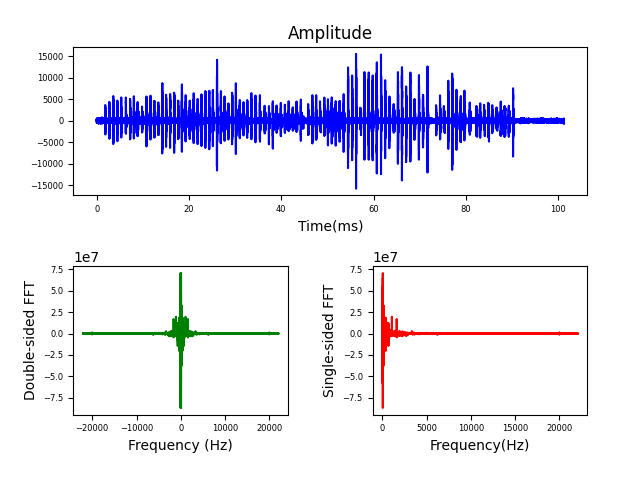 Amplitude
15000
10000
5000
0
−5000
−10000
−15000
0 20 40 60 80 100
Time(ms)
1e7
7.5
5.0
2.5
0.0
−2.5
−5.0
−7.5
Double-sided FFT
−20000 −10000 0 10000 20000
Frequency (Hz)
1e7
7.5
5.0
2.5
0.0
−2.5
−5.0
−7.5
Single-sided FFT
0 5000 10000 15000 20000
Frequency(Hz)